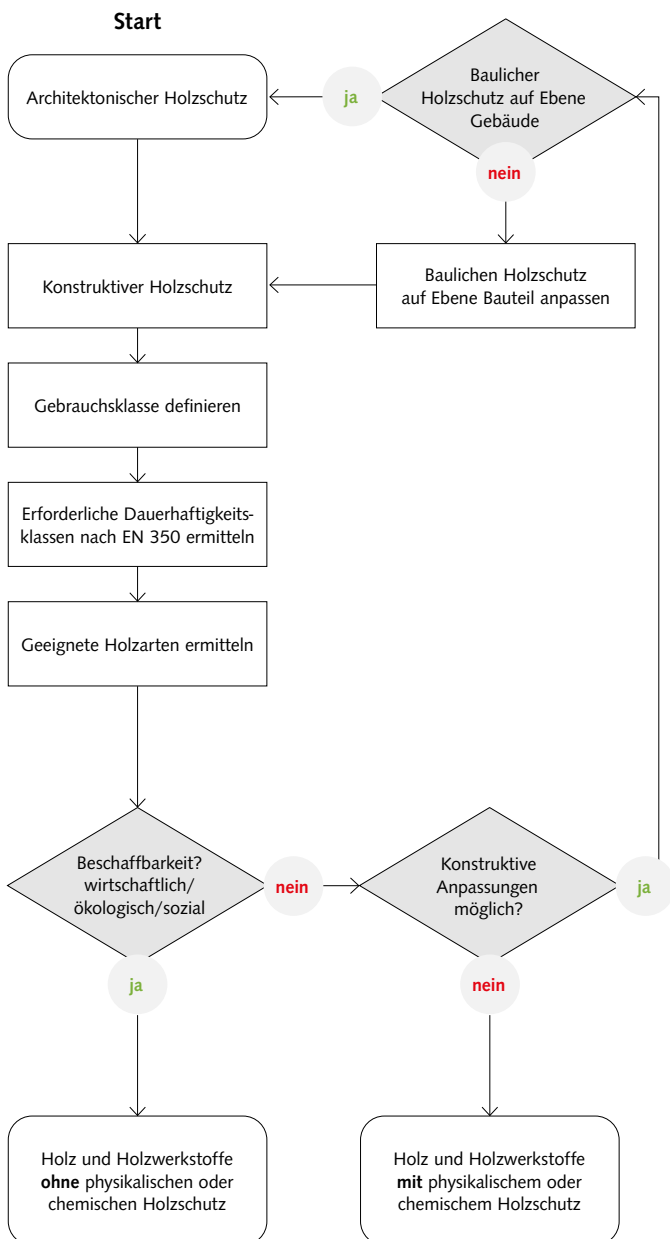 Start
Architektonischer Holzschutz
ja
Baulicher
Holzschutz auf Ebene
Gebäude
nein
Konstruktiver Holzschutz
Baulichen Holzschutz
auf Ebene Bauteil anpassen
Gebrauchsklasse definieren
Erforderliche Dauerhaftigkeits-
klassen nach EN 350 ermitteln
Geeignete Holzarten ermitteln
Beschaffbarkeit?
wirtschaftlich/
ökologisch/sozial
nein
Konstruktive
Anpassungen
möglich?
ja
ja
nein
Holz und Holzwerkstoffe
ohne physikalischen oder
chemischen Holzschutz
Holz und Holzwerkstoffe
mit physikalischem oder
chemischem Holzschutz